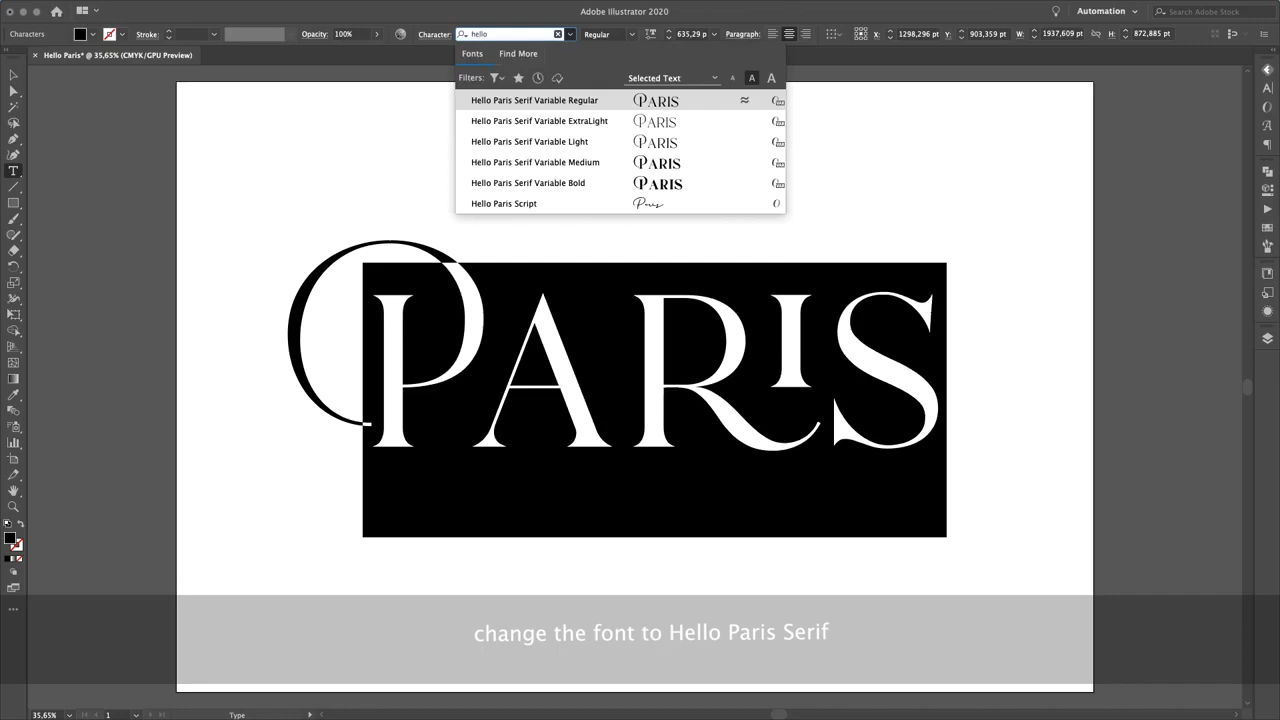 Adobe Illustrator 2020
Automation
Search Adobe Stock
Characters
Stroke:
Opacity: 100%
Character: hello
Regular
635,29 p
Paragraph:
X: 1298,296 pt
Y: 903,359 pt
W: 1937,609 pt
H: 872,885 pt
× Hello Paris* @ 35,65% (CMYK/GPU Preview)
Fonts
Find More
Filters:
Selected Text
A A A
Hello Paris Serif Variable Regular PARIS
Hello Paris Serif Variable ExtraLight PARIS
Hello Paris Serif Variable Light PARIS
Hello Paris Serif Variable Medium PARIS
Hello Paris Serif Variable Bold PARIS
Hello Paris Script Paris
PARIS
change the font to Hello Paris Serif
35,65%
1
Type